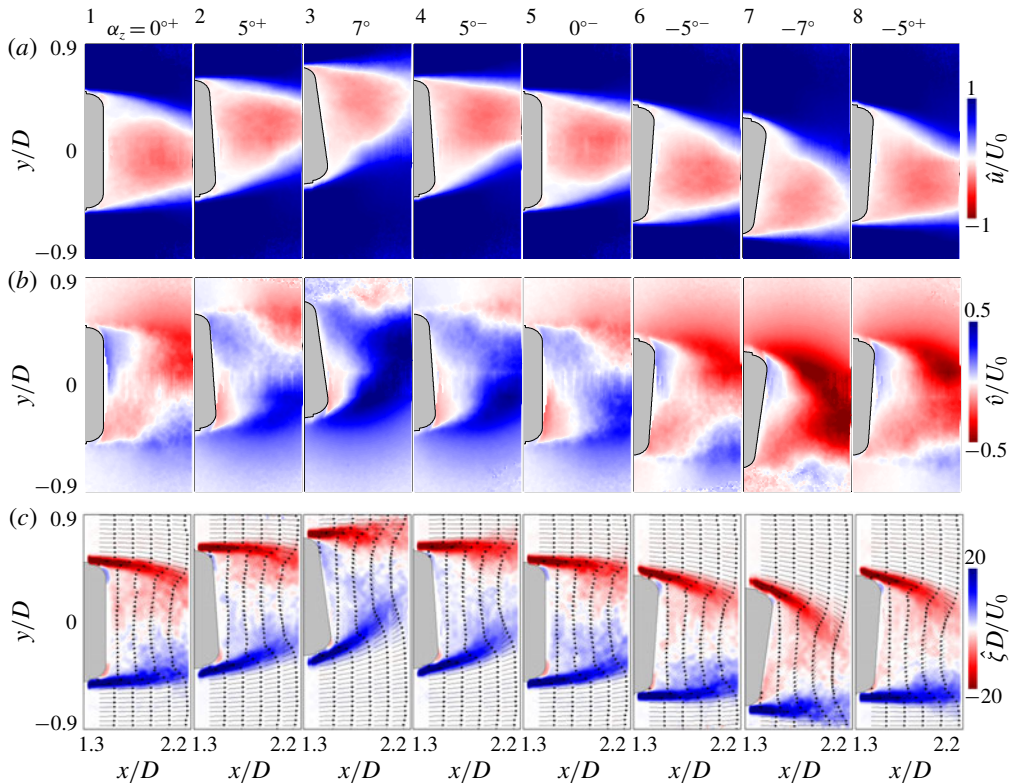 1 2 3 4 5 6 7 8
α_z = 0°⁺ 5°⁺ 7° 5°⁻ 0°⁻ −5°⁻ −7° −5°⁺
(a) 0.9
y/D 0
−0.9
1
û/U₀
−1
(b) 0.9
y/D 0
−0.9
0.5
v̂/U₀
−0.5
(c) 0.9
y/D 0
−0.9
20
ζ̂D/U₀
−20
1.3 2.2 1.3 2.2 1.3 2.2 1.3 2.2 1.3 2.2 1.3 2.2 1.3 2.2 1.3 2.2
x/D x/D x/D x/D x/D x/D x/D x/D